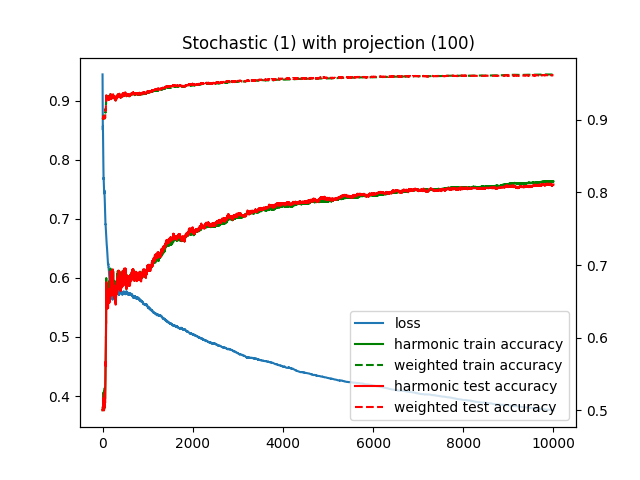 Stochastic (1) with projection (100)
0.9
0.8
0.7
0.6
0.5
0.4
0.9
0.8
0.7
0.6
0.5
loss
harmonic train accuracy
weighted train accuracy
harmonic test accuracy
weighted test accuracy
0 2000 4000 6000 8000 10000